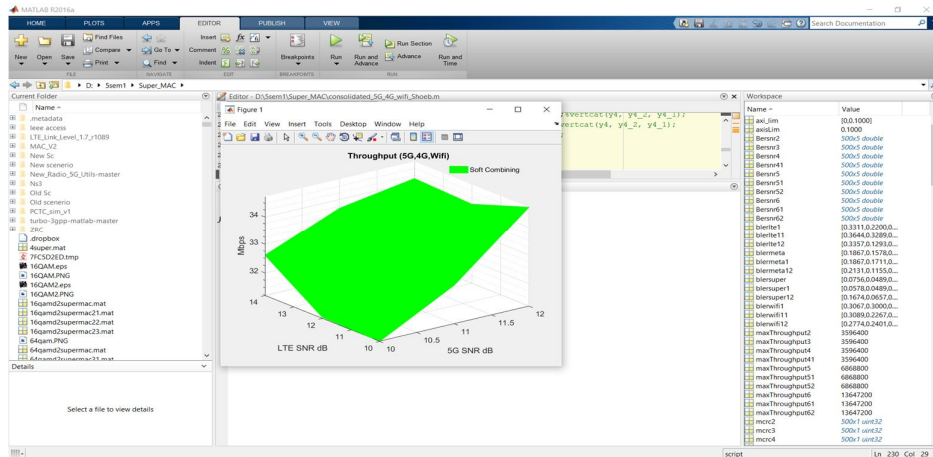 MATLAB R2016a
HOME PLOTS APPS EDITOR PUBLISH VIEW
Search Documentation
New Open Save
Find Files
Compare
Print
Go To
Find
Insert fx
Comment %
Indent
Breakpoints
Run
Run and Advance
Run Section
Advance
Run and Time
FILE NAVIGATE EDIT BREAKPOINTS RUN
D: ▸ 5sem1 ▸ Super_MAC ▸
Current Folder
Name
.metadata
Ieee access
LTE_Link_Level_1.7_r1089
MAC_V2
New Sc
New scenerio
New_Radio_5G_Utils-master
Ns3
Old Sc
Old scenerio
PCTC_sim_v1
turbo-3gpp-matlab-master
ZRC
.dropbox
4super.mat
7FC5D2ED.tmp
16QAM.eps
16QAM.PNG
16QAM2.eps
16QAM2.PNG
16qamd2supermac.mat
16qamd2supermac21.mat
16qamd2supermac22.mat
16qamd2supermac23.mat
64qam.PNG
64qamd2supermac.mat
64qamd2supermac21.mat
Details
Select a file to view details
Editor - D:\5sem1\Super_MAC\consolidated_5G_4G_wifi_Shoeb.m
%vertcat(y4, y4_2, y4_1);
vertcat(y4, y4_2, y4_1);
Figure 1
File Edit View Insert Tools Desktop Window Help
Throughput (5G,4G,Wifi)
Soft Combining
Mbps
34
33
32
14
13
12
11
10
LTE SNR dB
10
10.5
11
11.5
12
5G SNR dB
Workspace
Name Value
axi_lim [0,0.1000]
axisLim 0.1000
Bersnr2 500x5 double
Bersnr3 500x5 double
Bersnr4 500x5 double
Bersnr41 500x5 double
Bersnr5 500x5 double
Bersnr51 500x5 double
Bersnr52 500x5 double
Bersnr6 500x5 double
Bersnr61 500x5 double
Bersnr62 500x5 double
blerlte1 [0.3311,0.2200,0....
blerlte11 [0.3644,0.3289,0....
blerlte12 [0.3357,0.1293,0....
blermeta [0.1867,0.1578,0....
blermeta1 [0.1867,0.1711,0....
blermeta12 [0.2131,0.1155,0....
blersuper [0.0756,0.0489,0....
blersuper1 [0.0578,0.0489,0....
blersuper12 [0.1674,0.0657,0....
blerwifi1 [0.3067,0.3000,0....
blerwifi11 [0.3089,0.2267,0....
blerwifi12 [0.2774,0.2401,0....
maxThroughput2 3596400
maxThroughput3 3596400
maxThroughput4 3596400
maxThroughput41 3596400
maxThroughput5 6868800
maxThroughput51 6868800
maxThroughput52 6868800
maxThroughput6 13647200
maxThroughput61 13647200
maxThroughput62 13647200
mcrc2 500x1 uint32
mcrc3 500x1 uint32
mcrc4 500x1 uint32
script Ln 230 Col 29